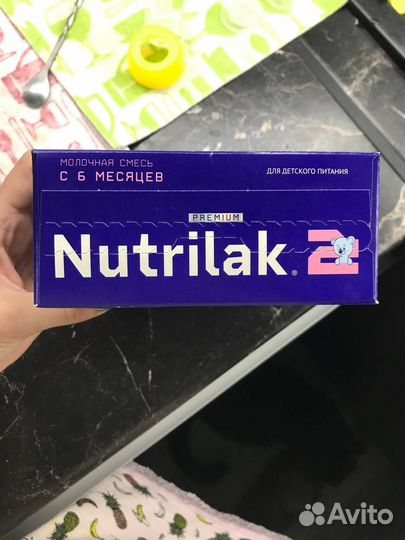 МОЛОЧНАЯ СМЕСЬ
С 6 МЕСЯЦЕВ
ДЛЯ ДЕТСКОГО ПИТАНИЯ
PREMIUM
Nutrilak® 2
Avito